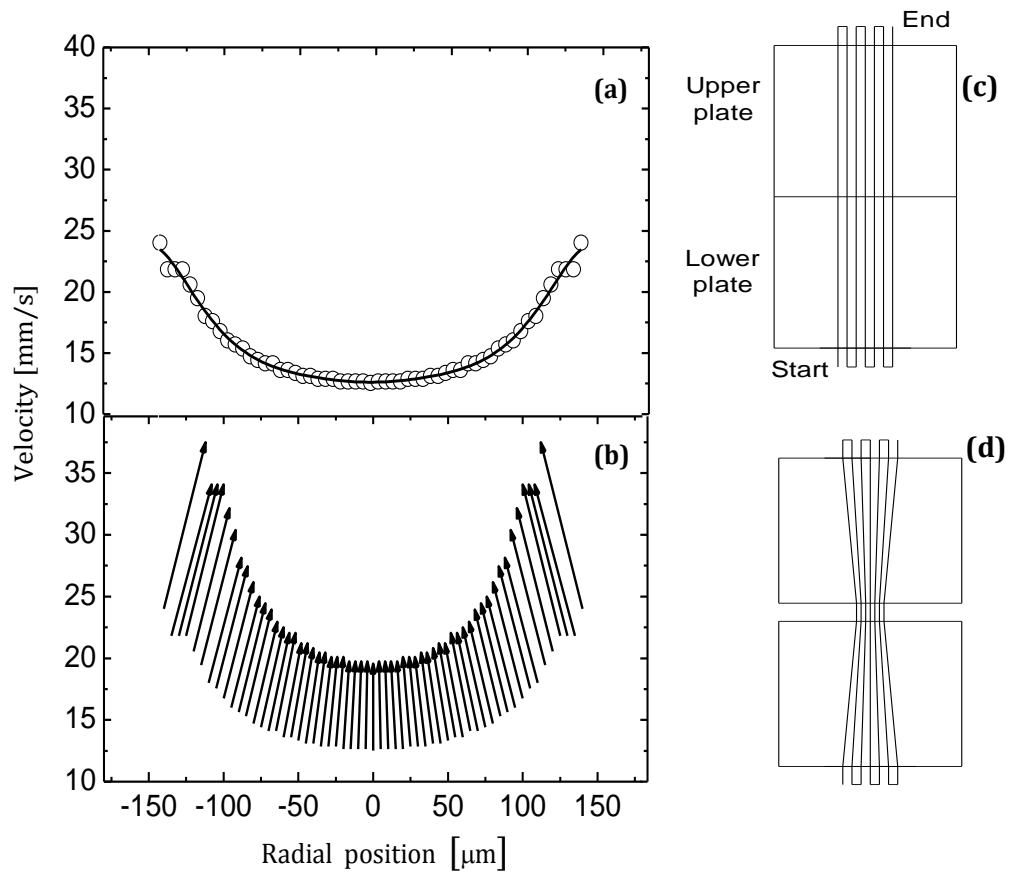 40
35
30
25
20
15
10
(a)
Velocity [mm/s]
35
30
25
20
15
10
(b)
-150 -100 -50 0 50 100 150
Radial position [μm]
End
(c)
Upper
plate
Lower
plate
Start
(d)